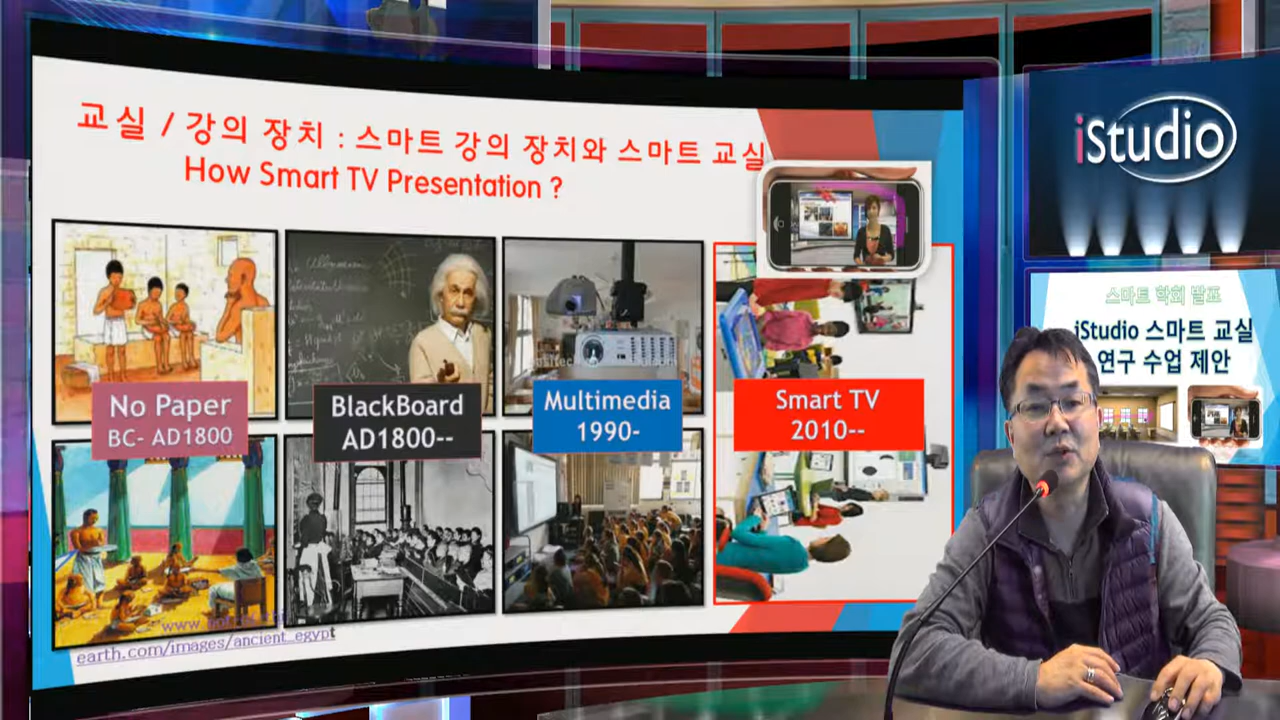 교실 / 강의 장치 : 스마트 강의 장치와 스마트 교실
How Smart TV Presentation ?
No Paper
BC- AD1800
BlackBoard
AD1800--
Multimedia
1990-
Smart TV
2010--
earth.com/images/ancient_egypt
iStudio
스마트 학회 발표
iStudio 스마트 교실
연구 수업 제안